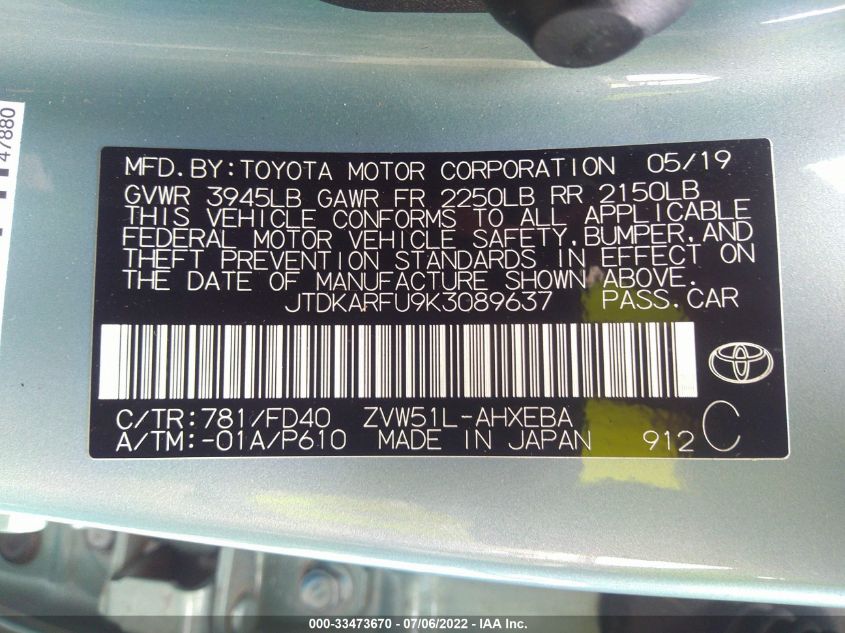 47880
MFD.BY:TOYOTA MOTOR CORPORATION 05/19
GVWR 3945LB GAWR FR 2250LB RR 2150LB
THIS VEHICLE CONFORMS TO ALL APPLICABLE
FEDERAL MOTOR VEHICLE SAFETY,BUMPER,AND
THEFT PREVENTION STANDARDS IN EFFECT ON
THE DATE OF MANUFACTURE SHOWN ABOVE.
JTDKARFU9K3089637 PASS.CAR
C/TR:781/FD40 ZVW51L-AHXEBA
A/TM:-01A/P610 MADE IN JAPAN 912 C
000-33473670 - 07/06/2022 - IAA Inc.